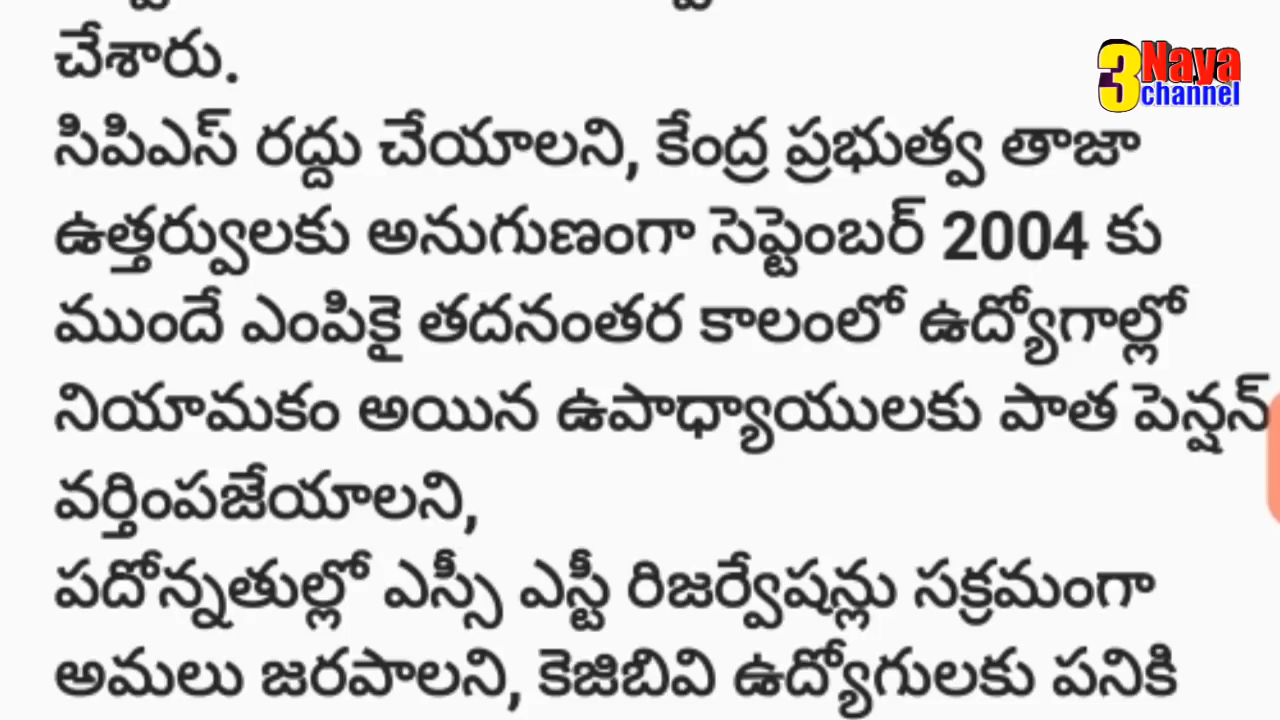 చేశారు.
3 Naya channel
సిపిఎస్ రద్దు చేయాలని, కేంద్ర ప్రభుత్వ తాజా
ఉత్తర్వులకు అనుగుణంగా సెప్టెంబర్ 2004 కు
ముందే ఎంపికై తదనంతర కాలంలో ఉద్యోగాల్లో
నియామకం అయిన ఉపాధ్యాయులకు పాత పెన్షన్
వర్తింపజేయాలని,
పదోన్నతుల్లో ఎస్సీ ఎస్టీ రిజర్వేషన్లు సక్రమంగా
అమలు జరపాలని, కెజిబివి ఉద్యోగులకు పనికి